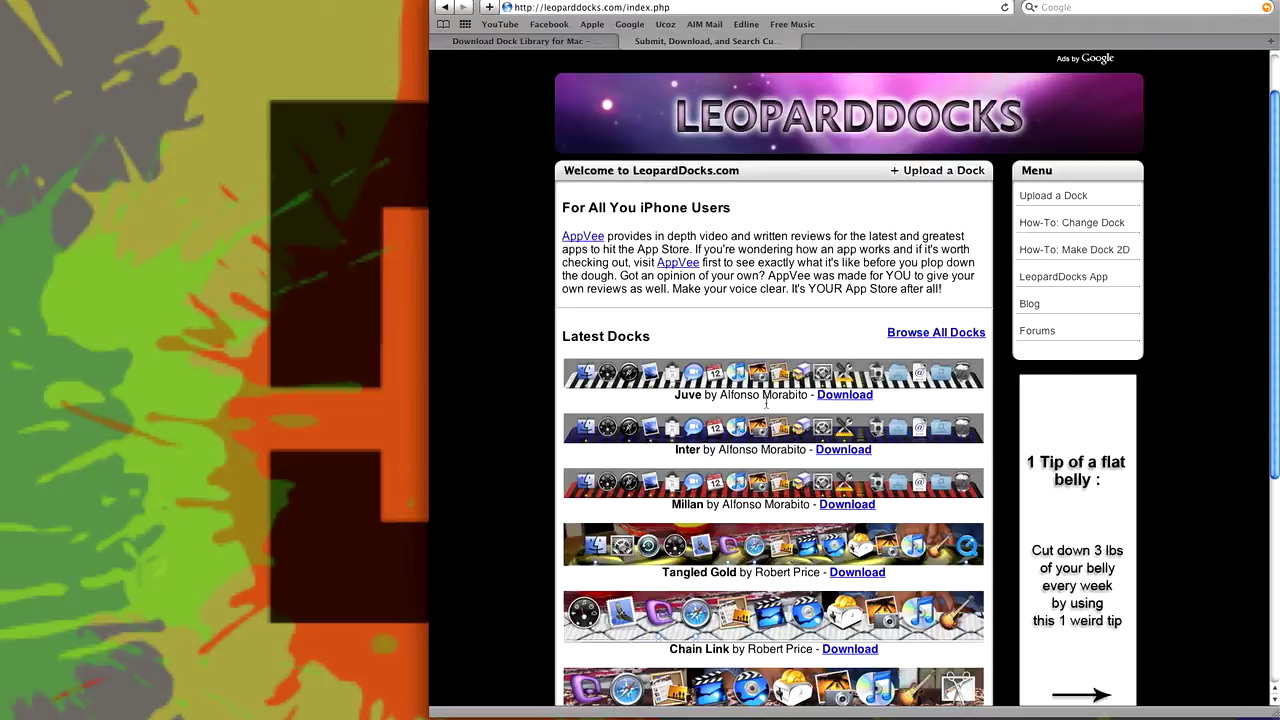 http://leoparddocks.com/index.php
Google
YouTube Facebook Apple Google Ucoz AIM Mail Edline Free Music
Download Dock Library for Mac – ...
Submit, Download, and Search Cu...
Ads by Google
LEOPARDDOCKS
Welcome to LeopardDocks.com
+ Upload a Dock
For All You iPhone Users
AppVee provides in depth video and written reviews for the latest and greatest
apps to hit the App Store. If you're wondering how an app works and if it's worth
checking out, visit AppVee first to see exactly what it's like before you plop down
the dough. Got an opinion of your own? AppVee was made for YOU to give your
own reviews as well. Make your voice clear. It's YOUR App Store after all!
Latest Docks
Browse All Docks
12
Juve by Alfonso Morabito - Download
12
Inter by Alfonso Morabito - Download
12
Millan by Alfonso Morabito - Download
Tangled Gold by Robert Price - Download
Chain Link by Robert Price - Download
Menu
Upload a Dock
How-To: Change Dock
How-To: Make Dock 2D
LeopardDocks App
Blog
Forums
1 Tip of a flat
belly :
Cut down 3 lbs
of your belly
every week
by using
this 1 weird tip